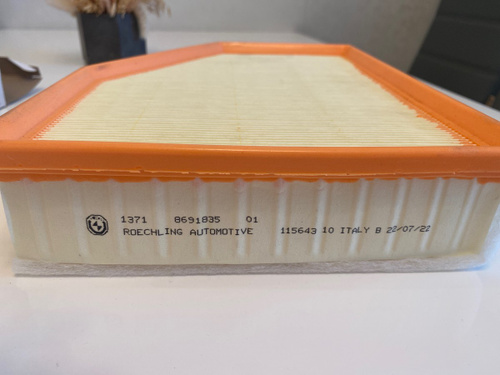 1371 8691835 01
ROECHLING AUTOMOTIVE 115643 10 ITALY B 22/07/22